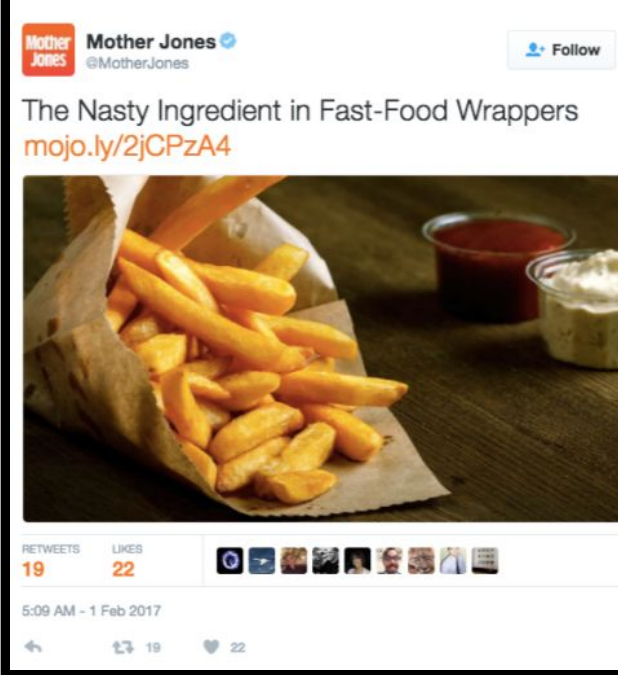 Mother
Jones
Mother Jones
@MotherJones
Follow
The Nasty Ingredient in Fast-Food Wrappers
mojo.ly/2jCPzA4
RETWEETS
LIKES
19
22
5:09 AM - 1 Feb 2017
19
22